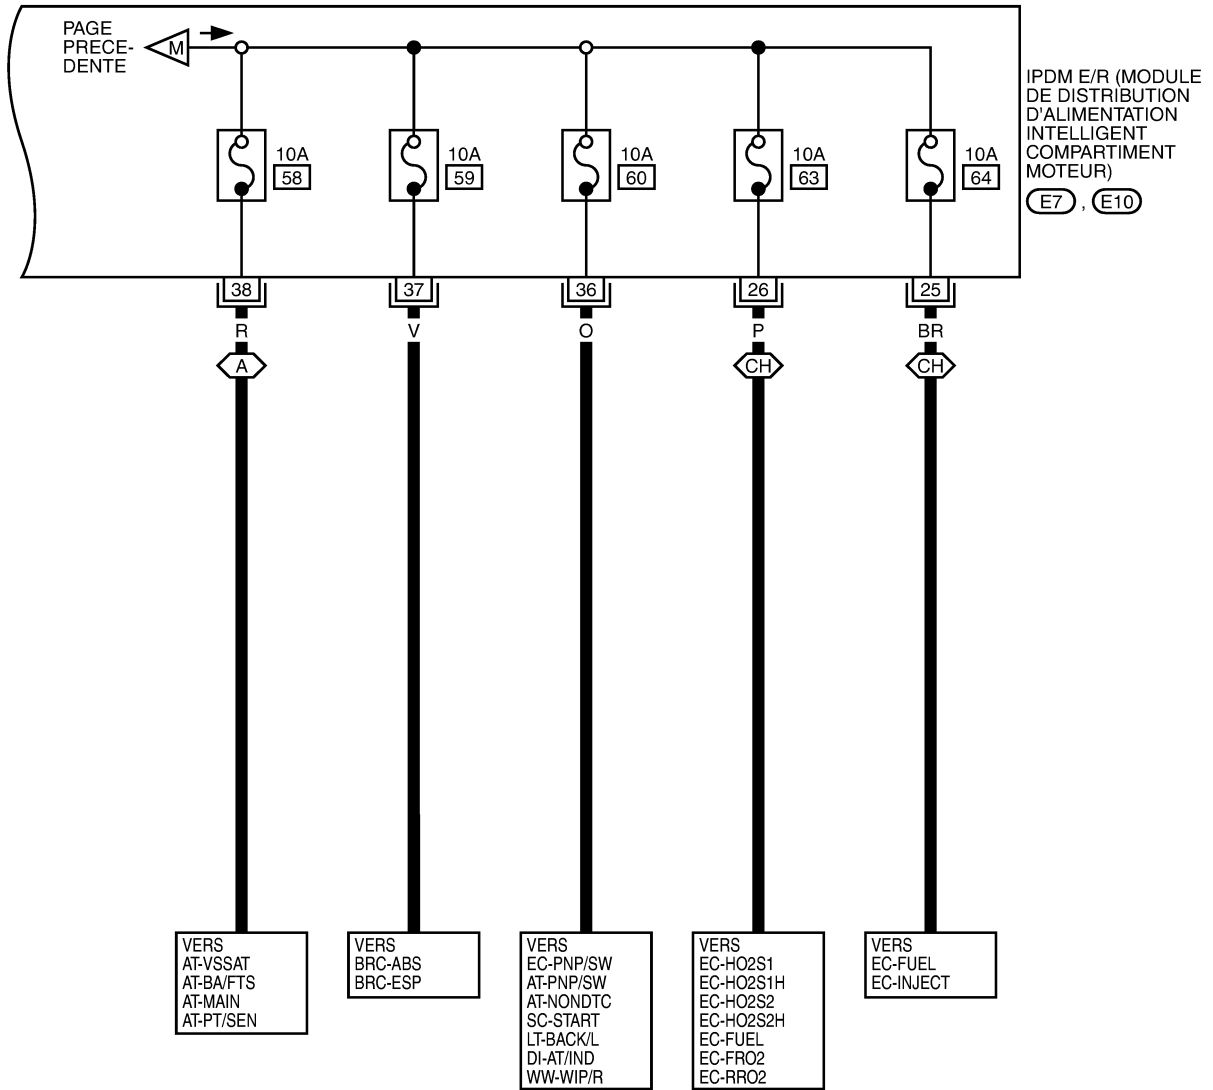 PAGE
PRECE-
DENTE
M
IPDM E/R (MODULE
DE DISTRIBUTION
D'ALIMENTATION
INTELLIGENT
COMPARTIMENT
MOTEUR)
E7 , E10
10A
58
10A
59
10A
60
10A
63
10A
64
38
37
36
26
25
R
V
O
P
BR
A
CH
CH
VERS
AT-VSSAT
AT-BA/FTS
AT-MAIN
AT-PT/SEN
VERS
BRC-ABS
BRC-ESP
VERS
EC-PNP/SW
AT-PNP/SW
AT-NONDTC
SC-START
LT-BACK/L
DI-AT/IND
WW-WIP/R
VERS
EC-HO2S1
EC-HO2S1H
EC-HO2S2
EC-HO2S2H
EC-FUEL
EC-FRO2
EC-RRO2
VERS
EC-FUEL
EC-INJECT